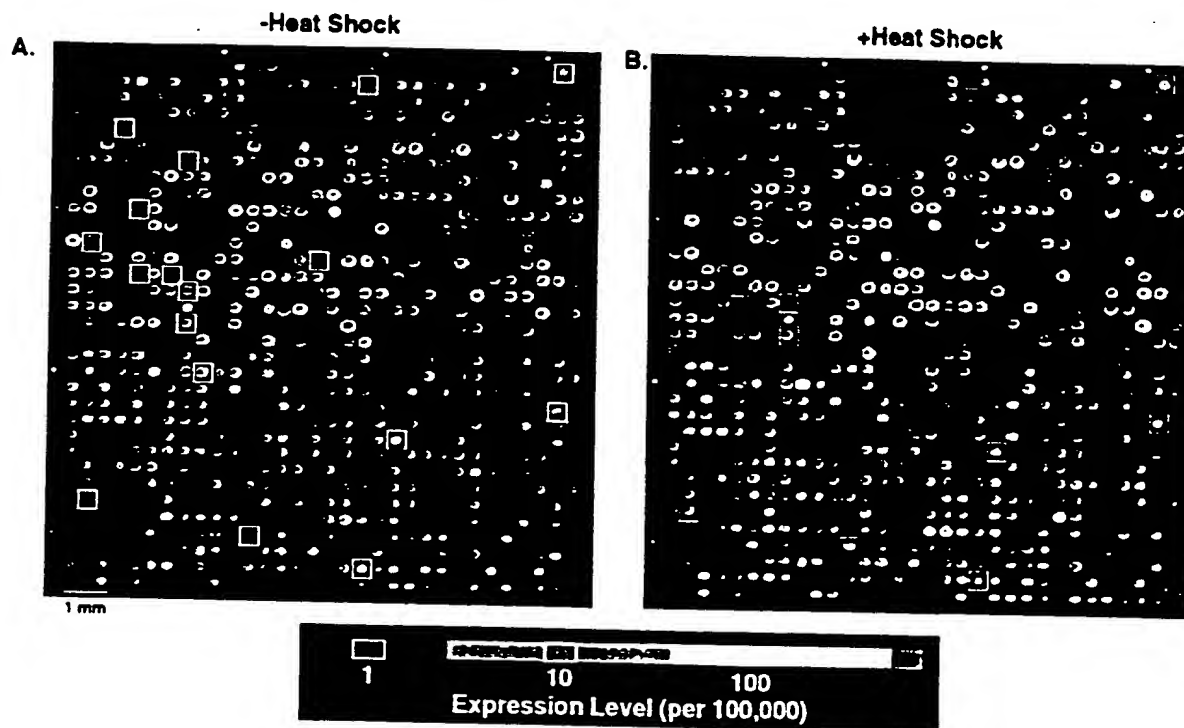 -Heat Shock
A.
+Heat Shock
B.
1 mm
1 10 100
Expression Level (per 100,000)